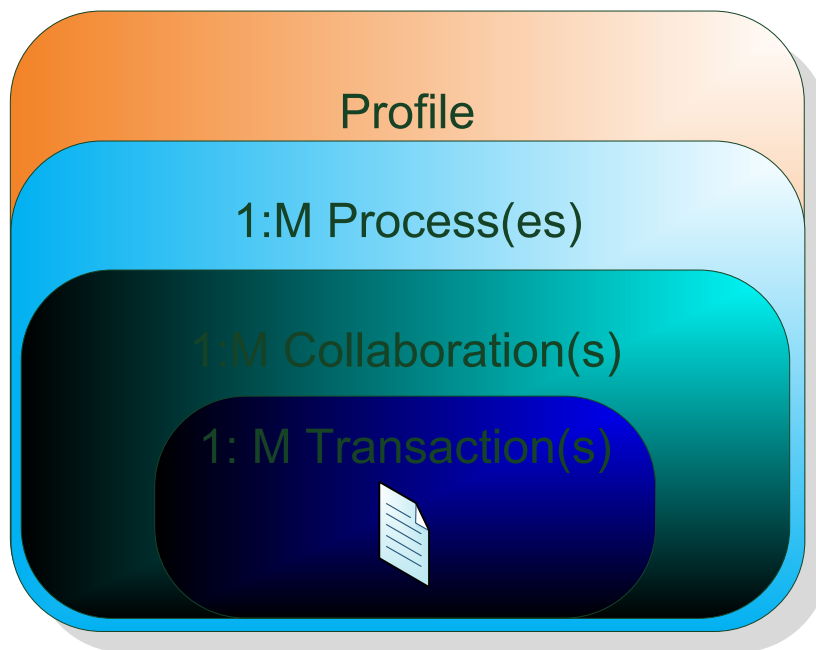 Profile
1:M Process(es)
1:M Collaboration(s)
1: M Transaction(s)